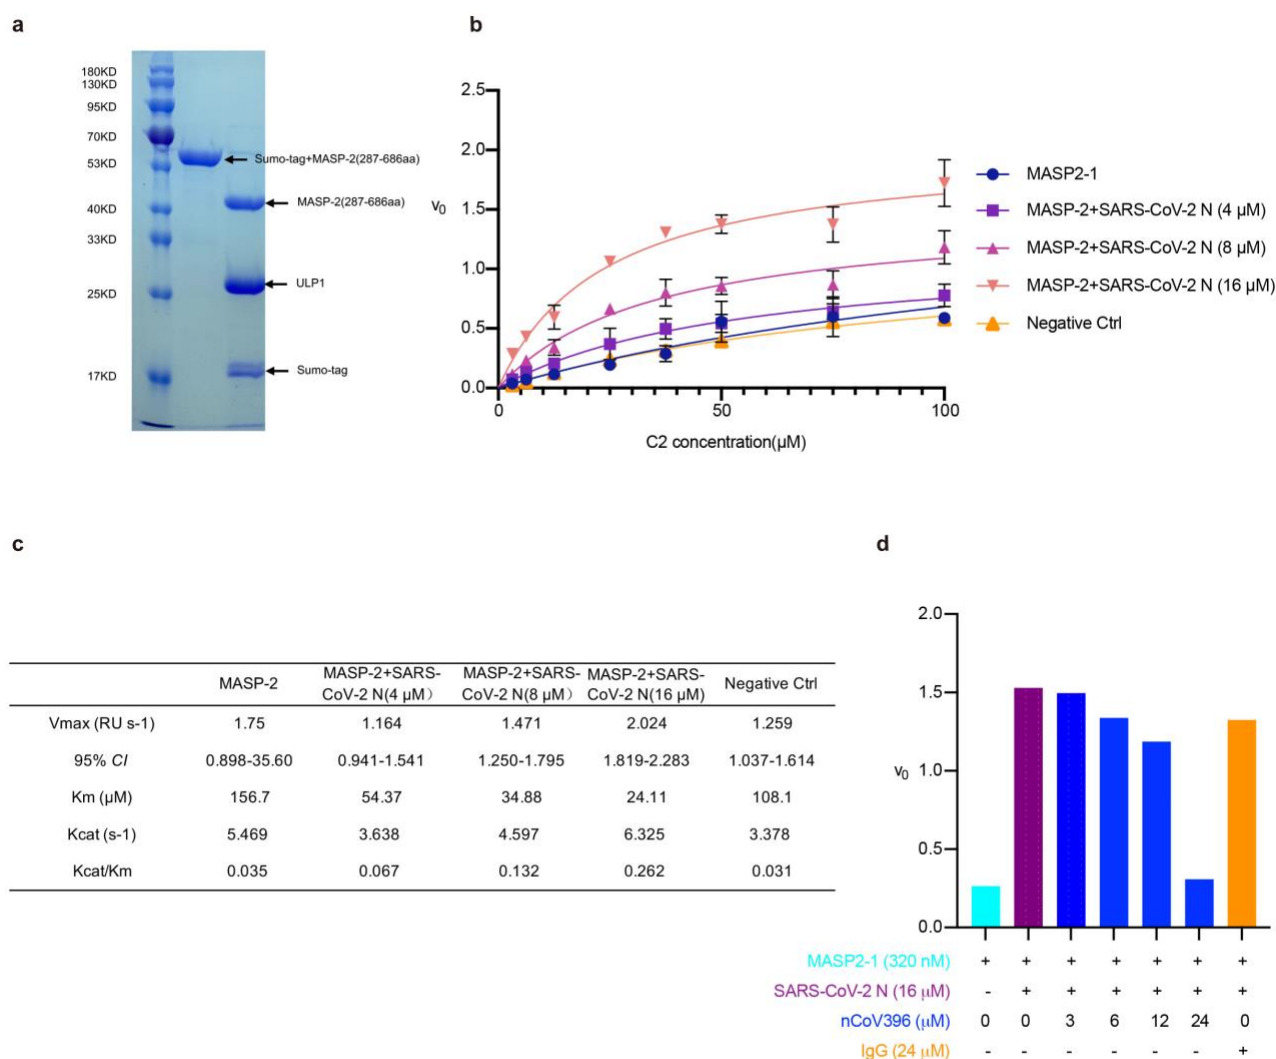 a
180KD
130KD
95KD
70KD
53KD
40KD
33KD
25KD
17KD
Sumo-tag+MASP-2(287-686aa)
MASP-2(287-686aa)
ULP1
Sumo-tag
b
2.5
2.0
1.5
1.0
0.5
0.0
v0
0 50 100
C2 concentration(μM)
MASP2-1
MASP-2+SARS-CoV-2 N (4 μM)
MASP-2+SARS-CoV-2 N (8 μM)
MASP-2+SARS-CoV-2 N (16 μM)
Negative Ctrl
c
MASP-2 MASP-2+SARS-CoV-2 N(4 μM) MASP-2+SARS-CoV-2 N(8 μM) MASP-2+SARS-CoV-2 N(16 μM) Negative Ctrl
Vmax (RU s-1) 1.75 1.164 1.471 2.024 1.259
95% CI 0.898-35.60 0.941-1.541 1.250-1.795 1.819-2.283 1.037-1.614
Km (μM) 156.7 54.37 34.88 24.11 108.1
Kcat (s-1) 5.469 3.638 4.597 6.325 3.378
Kcat/Km 0.035 0.067 0.132 0.262 0.031
d
2.0
1.5
1.0
0.5
0.0
v0
MASP2-1 (320 nM) + + + + + + +
SARS-CoV-2 N (16 μM) - + + + + + +
nCoV396 (μM) 0 0 3 6 12 24 0
IgG (24 μM) - - - - - - +